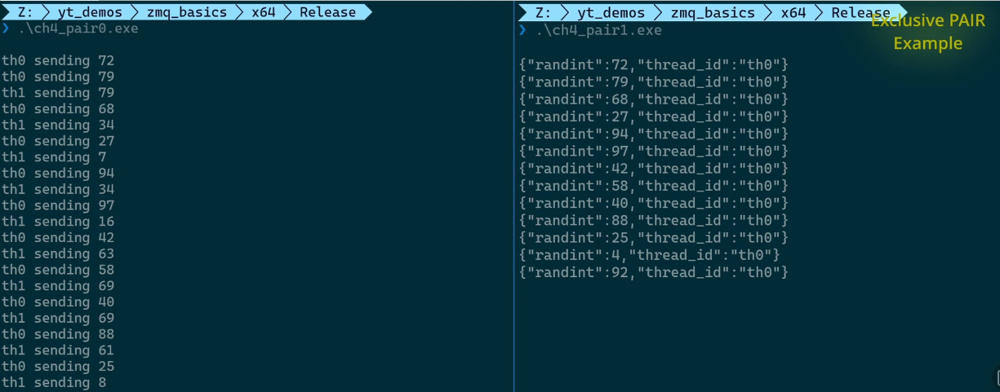 Z: yt_demos zmq_basics x64 Release
❯ .\ch4_pair0.exe
th0 sending 72
th0 sending 79
th1 sending 79
th0 sending 68
th1 sending 34
th0 sending 27
th1 sending 7
th0 sending 94
th1 sending 34
th0 sending 97
th1 sending 16
th0 sending 42
th1 sending 63
th0 sending 58
th1 sending 69
th0 sending 40
th1 sending 69
th0 sending 88
th1 sending 61
th0 sending 25
th1 sending 8
Z: yt_demos zmq_basics x64 Release
❯ .\ch4_pair1.exe
{"randint":72,"thread_id":"th0"}
{"randint":79,"thread_id":"th0"}
{"randint":68,"thread_id":"th0"}
{"randint":27,"thread_id":"th0"}
{"randint":94,"thread_id":"th0"}
{"randint":97,"thread_id":"th0"}
{"randint":42,"thread_id":"th0"}
{"randint":58,"thread_id":"th0"}
{"randint":40,"thread_id":"th0"}
{"randint":88,"thread_id":"th0"}
{"randint":25,"thread_id":"th0"}
{"randint":4,"thread_id":"th0"}
{"randint":92,"thread_id":"th0"}
Exclusive PAIR
Example